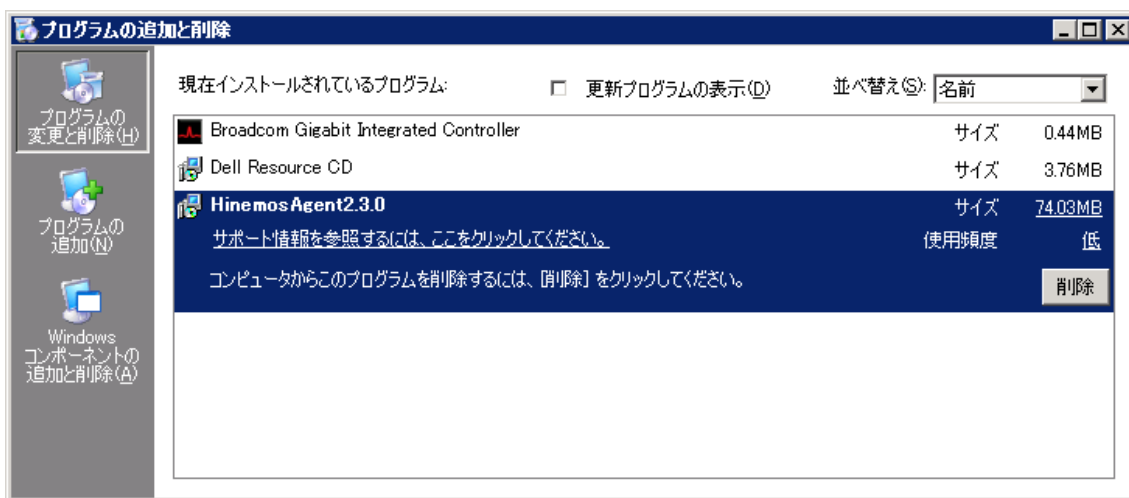 プログラムの追加と削除
プログラムの
変更と削除(H)
プログラムの
追加(N)
Windows
コンポーネントの
追加と削除(A)
現在インストールされているプログラム:
更新プログラムの表示(D)
並べ替え(S): 名前
Broadcom Gigabit Integrated Controller サイズ 0.44MB
Dell Resource CD サイズ 3.76MB
HinemosAgent2.3.0 サイズ 74.03MB
サポート情報を参照するには、ここをクリックしてください。 使用頻度 低
コンピュータからこのプログラムを削除するには、[削除] をクリックしてください。 削除